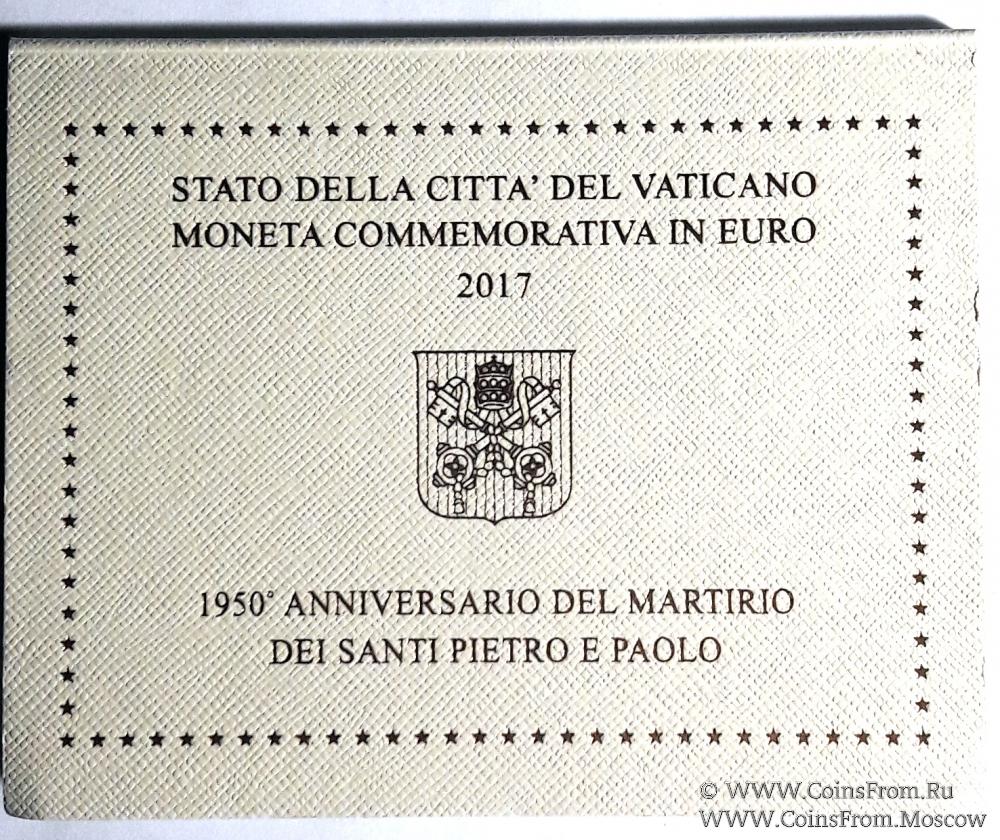 STATO DELLA CITTA' DEL VATICANO
MONETA COMMEMORATIVA IN EURO
2017
1950° ANNIVERSARIO DEL MARTIRIO
DEI SANTI PIETRO E PAOLO
© WWW.CoinsFrom.Ru
WWW.CoinsFrom.Moscow